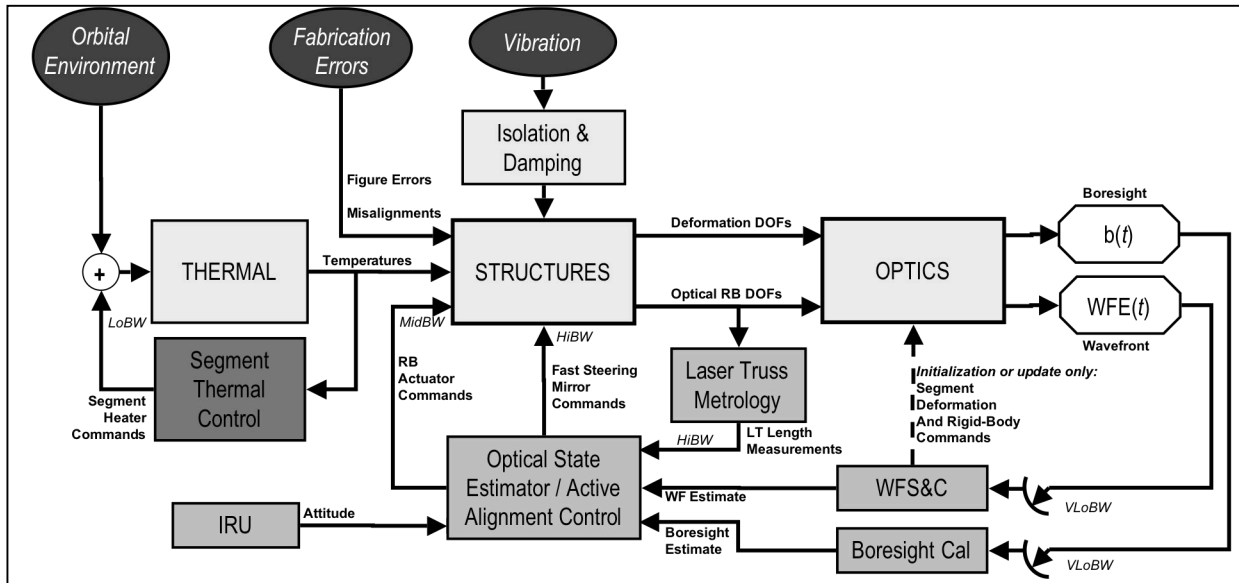 Orbital
Environment
Fabrication
Errors
Vibration
Isolation &
Damping
Figure Errors
Misalignments
Deformation DOFs
Boresight
b(t)
+
THERMAL
Temperatures
STRUCTURES
OPTICS
Optical RB DOFs
WFE(t)
Wavefront
LoBW
MidBW
HiBW
Segment
Thermal
Control
Segment
Heater
Commands
RB
Actuator
Commands
Fast Steering
Mirror
Commands
Laser Truss
Metrology
Initialization or update only:
Segment
Deformation
And Rigid-Body
Commands
HiBW
LT Length
Measurements
Optical State
Estimator / Active
Alignment Control
WF Estimate
WFS&C
VLoBW
IRU
Attitude
Boresight
Estimate
Boresight Cal
VLoBW